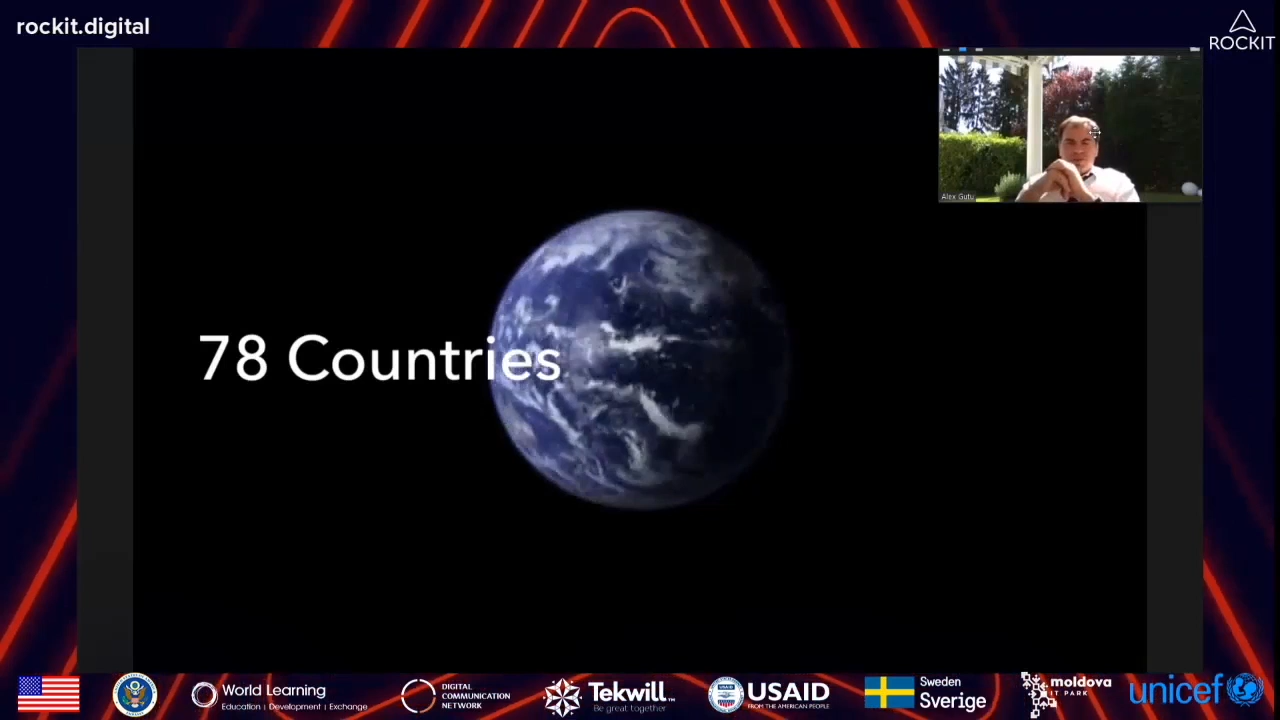 rockit.digital
ROCKIT
Alex Gutu
78 Countries
World Learning
Education | Development | Exchange
DIGITAL
COMMUNICATION
NETWORK
Tekwill™
Be great together
USAID
FROM THE AMERICAN PEOPLE
Sweden
Sverige
moldova
IT PARK
unicef